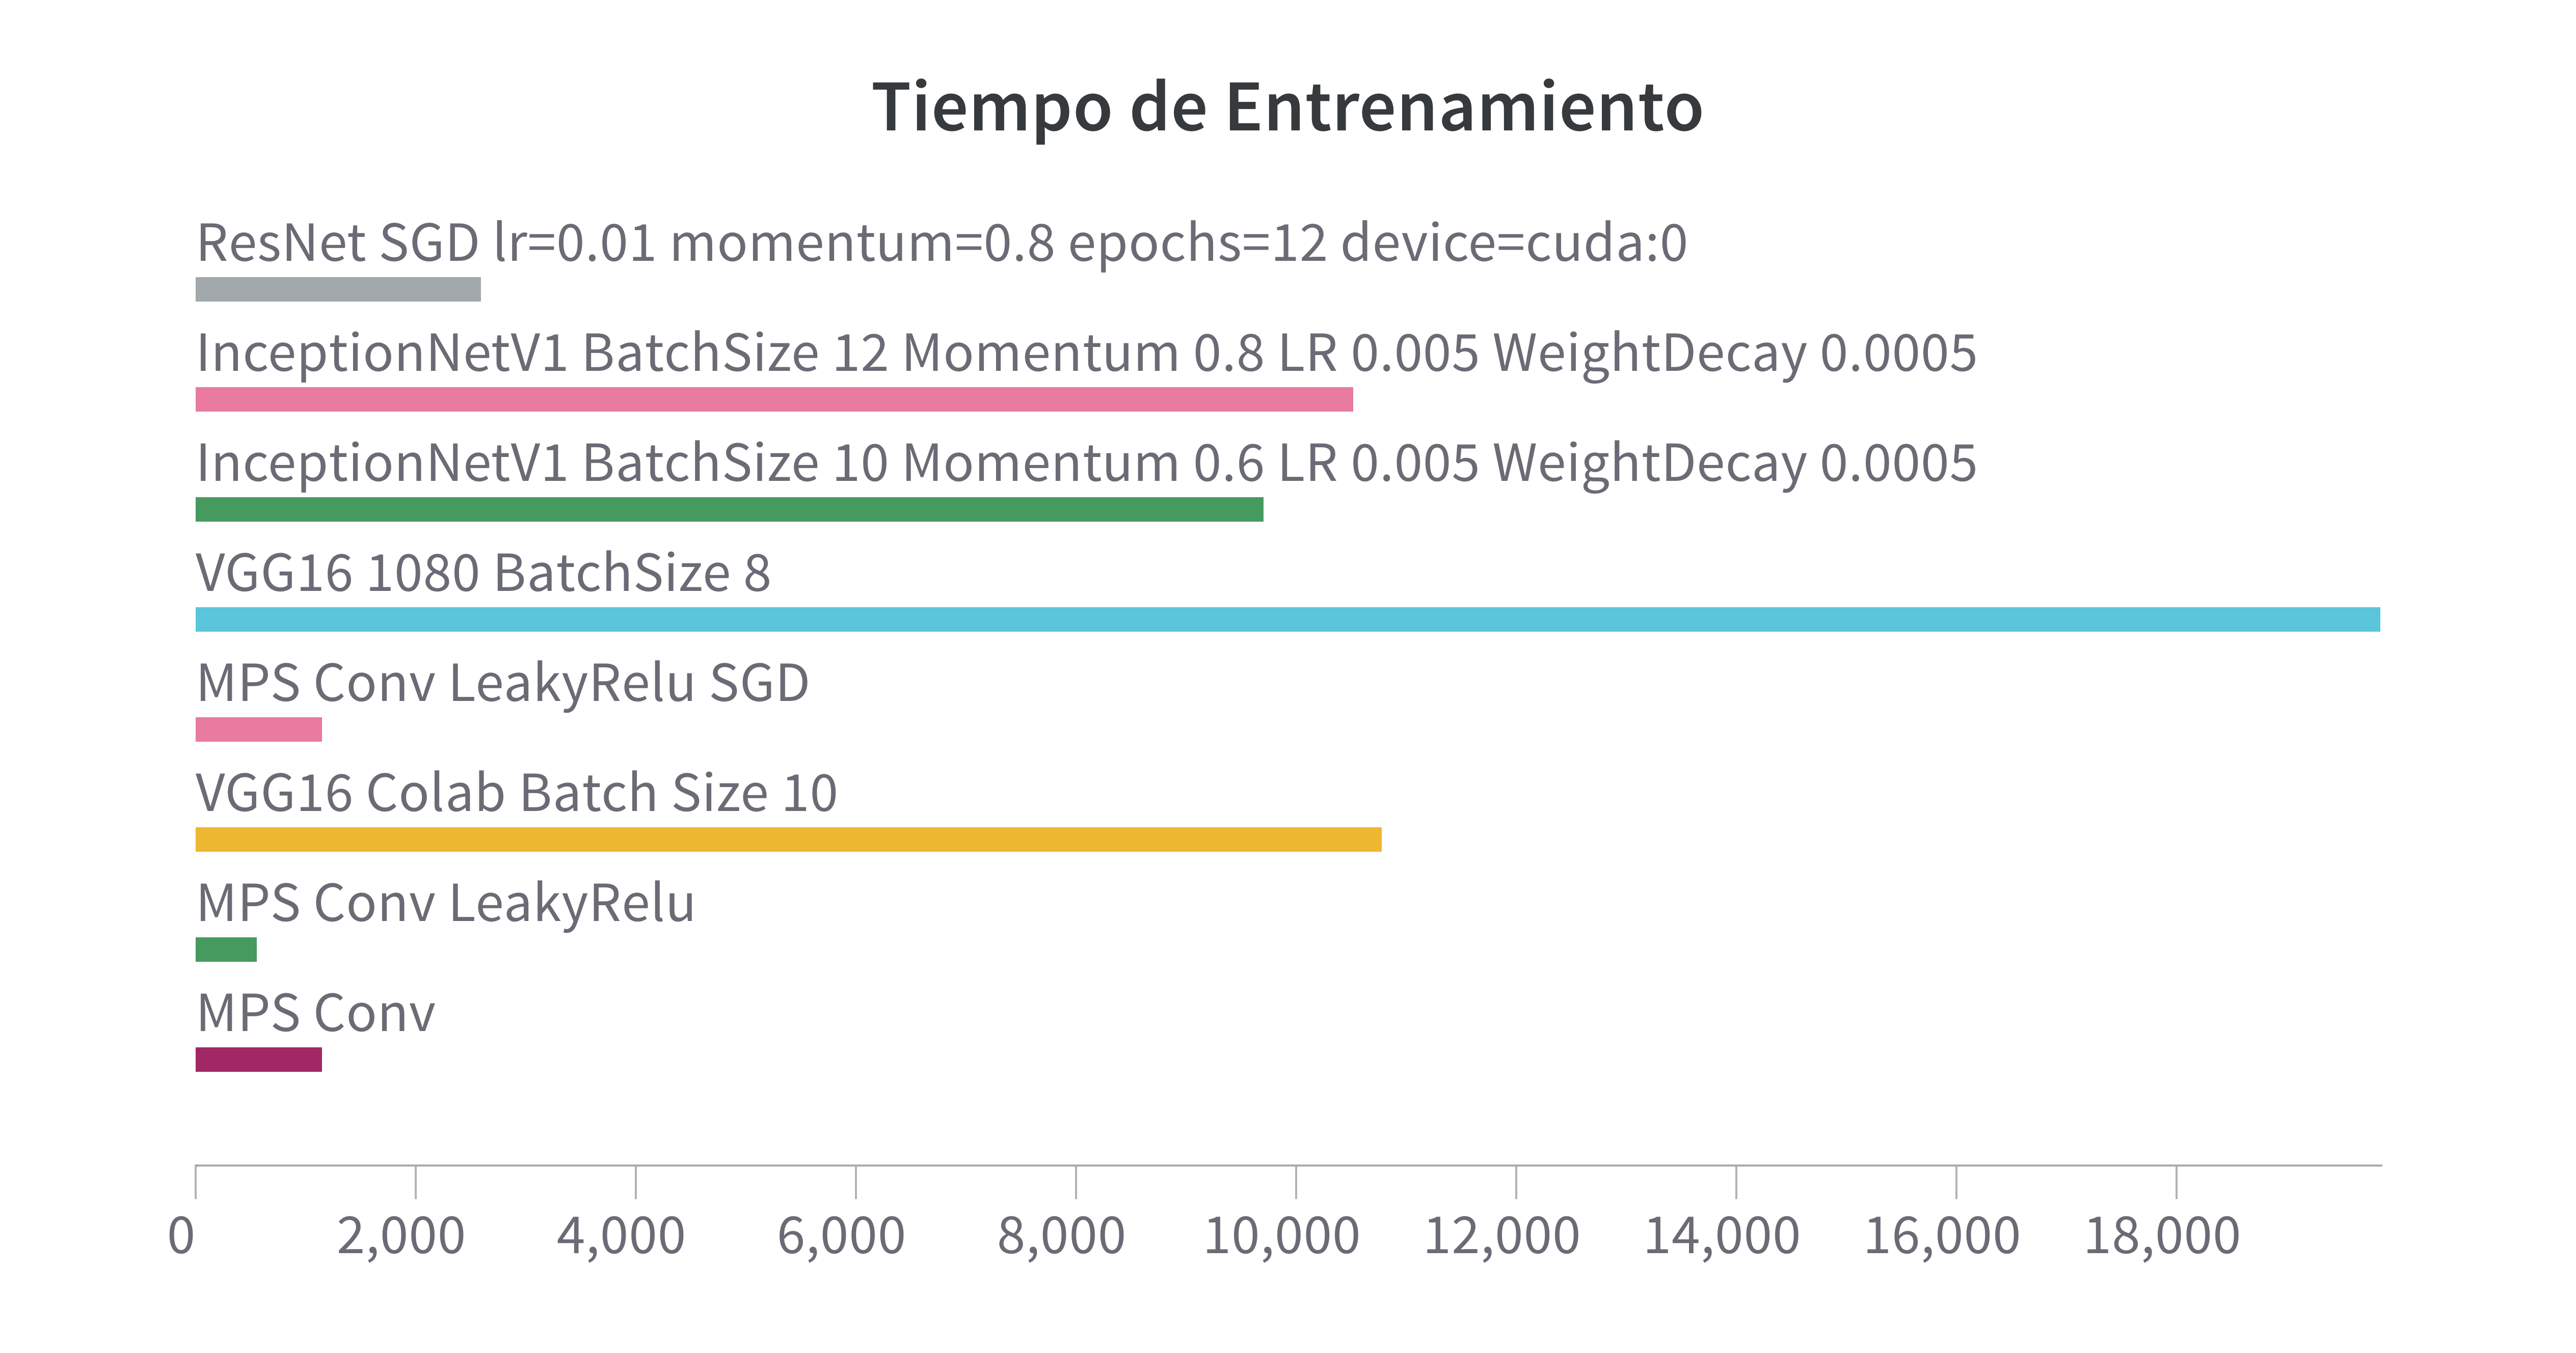 Tiempo de Entrenamiento
ResNet SGD lr=0.01 momentum=0.8 epochs=12 device=cuda:0
InceptionNetV1 BatchSize 12 Momentum 0.8 LR 0.005 WeightDecay 0.0005
InceptionNetV1 BatchSize 10 Momentum 0.6 LR 0.005 WeightDecay 0.0005
VGG16 1080 BatchSize 8
MPS Conv LeakyRelu SGD
VGG16 Colab Batch Size 10
MPS Conv LeakyRelu
MPS Conv
0 2,000 4,000 6,000 8,000 10,000 12,000 14,000 16,000 18,000